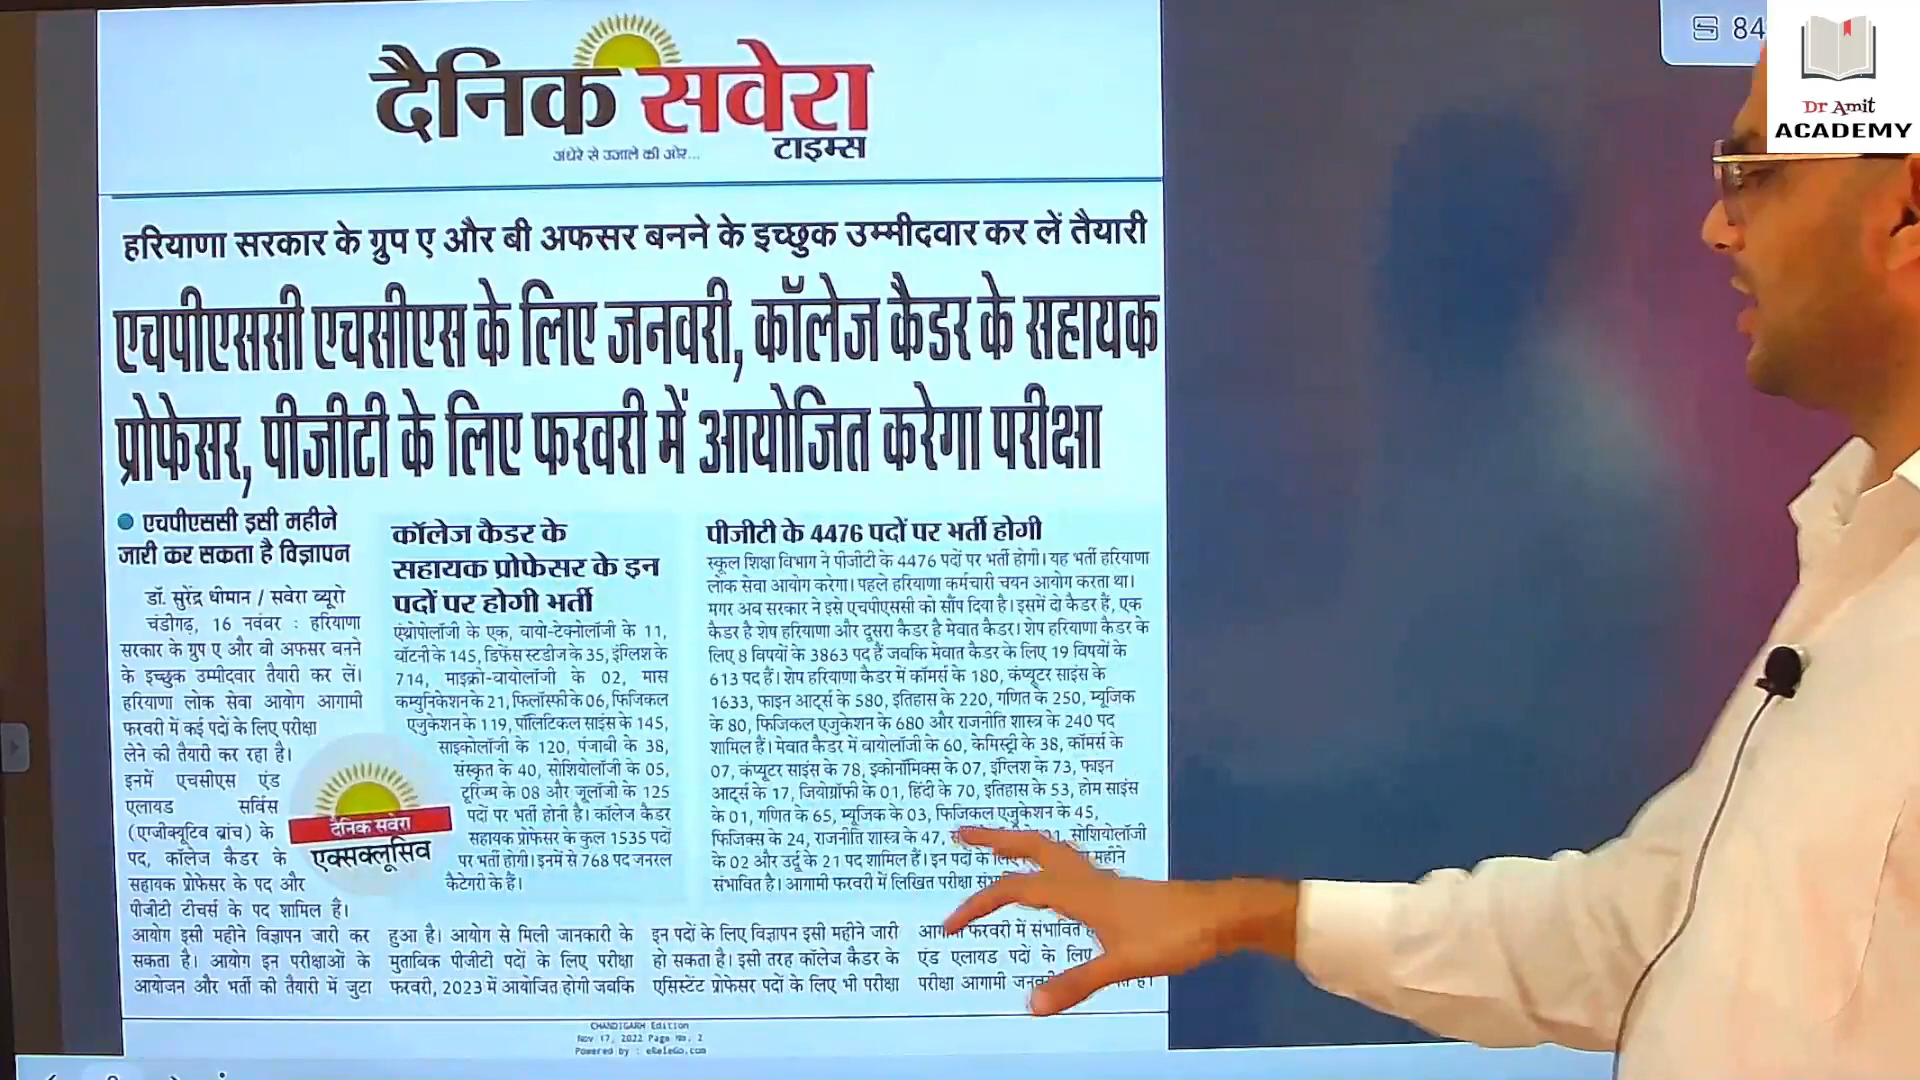 84
Dr Amit
ACADEMY
दैनिक सवेरा
टाइम्स
अंधेरे से उजाले की ओर...
हरियाणा सरकार के ग्रुप ए और बी अफसर बनने के इच्छुक उम्मीदवार कर लें तैयारी
एचपीएससी एचसीएस के लिए जनवरी, कॉलेज कैडर के सहायक
प्रोफेसर, पीजीटी के लिए फरवरी में आयोजित करेगा परीक्षा
एचपीएससी इसी महीने
जारी कर सकता है विज्ञापन
डॉ. सुरेंद्र धीमान / सवेरा ब्यूरो
चंडीगढ़, 16 नवंबर : हरियाणा
सरकार के ग्रुप ए और बी अफसर बनने
के इच्छुक उम्मीदवार तैयारी कर लें।
हरियाणा लोक सेवा आयोग आगामी
फरवरी में कई पदों के लिए परीक्षा
लेने की तैयारी कर रहा है।
इनमें एचसीएस एंड
एलायड सर्विस
(एग्जीक्यूटिव ब्रांच) के
पद, कॉलेज कैडर के
सहायक प्रोफेसर के पद और
पीजीटी टीचर्स के पद शामिल हैं।
आयोग इसी महीने विज्ञापन जारी कर
सकता है। आयोग इन परीक्षाओं के
आयोजन और भर्ती की तैयारी में जुटा
दैनिक सवेरा
एक्सक्लूसिव
कॉलेज कैडर के
सहायक प्रोफेसर के इन
पदों पर होगी भर्ती
एंथ्रोपोलॉजी के एक, बायो-टेक्नोलॉजी के 11,
बॉटनी के 145, डिफेंस स्टडीज के 35, इंग्लिश के
714, माइक्रो-बायोलॉजी के 02, मास
कम्युनिकेशन के 21, फिलॉस्फी के 06, फिजिकल
एजुकेशन के 119, पॉलिटिकल साइंस के 145,
साइकोलॉजी के 120, पंजाबी के 38,
संस्कृत के 40, सोशियोलॉजी के 05,
टूरिज्म के 08 और जूलॉजी के 125
पदों पर भर्ती होनी है। कॉलेज कैडर
सहायक प्रोफेसर के कुल 1535 पदों
पर भर्ती होगी। इनमें से 768 पद जनरल
कैटेगरी के हैं।
पीजीटी के 4476 पदों पर भर्ती होगी
स्कूल शिक्षा विभाग ने पीजीटी के 4476 पदों पर भर्ती होगी। यह भर्ती हरियाणा
लोक सेवा आयोग करेगा। पहले हरियाणा कर्मचारी चयन आयोग करता था।
मगर अब सरकार ने इसे एचपीएससी को सौंप दिया है। इसमें दो कैडर हैं, एक
कैडर है शेष हरियाणा और दूसरा कैडर है मेवात कैडर। शेष हरियाणा कैडर के
लिए 8 विषयों के 3863 पद हैं जबकि मेवात कैडर के लिए 19 विषयों के
613 पद हैं। शेष हरियाणा कैडर में कॉमर्स के 180, कंप्यूटर साइंस के
1633, फाइन आर्ट्स के 580, इतिहास के 220, गणित के 250, म्यूजिक
के 80, फिजिकल एजुकेशन के 680 और राजनीति शास्त्र के 240 पद
शामिल हैं। मेवात कैडर में बायोलॉजी के 60, केमिस्ट्री के 38, कॉमर्स के
07, कंप्यूटर साइंस के 78, इकोनॉमिक्स के 07, इंग्लिश के 73, फाइन
आर्ट्स के 17, जियोग्रॉफी के 01, हिंदी के 70, इतिहास के 53, होम साइंस
के 01, गणित के 65, म्यूजिक के 03, फिजिकल एजुकेशन के 45,
फिजिक्स के 24, राजनीति शास्त्र के 47, सोशियोलॉजी
के 02 और उर्दू के 21 पद शामिल हैं। इन पदों के लिए महीने
संभावित है। आगामी फरवरी में लिखित परीक्षा
हुआ है। आयोग से मिली जानकारी के
मुताबिक पीजीटी पदों के लिए परीक्षा
फरवरी, 2023 में आयोजित होगी जबकि
इन पदों के लिए विज्ञापन इसी महीने जारी
हो सकता है। इसी तरह कॉलेज कैडर के
एसिस्टेंट प्रोफेसर पदों के लिए भी परीक्षा
आगामी फरवरी में संभावित
एंड एलायड पदों के लिए
परीक्षा आगामी
CHANDIGARH Edition
Nov 17, 2022 Page No. 2
Powered by : eReleGo.com